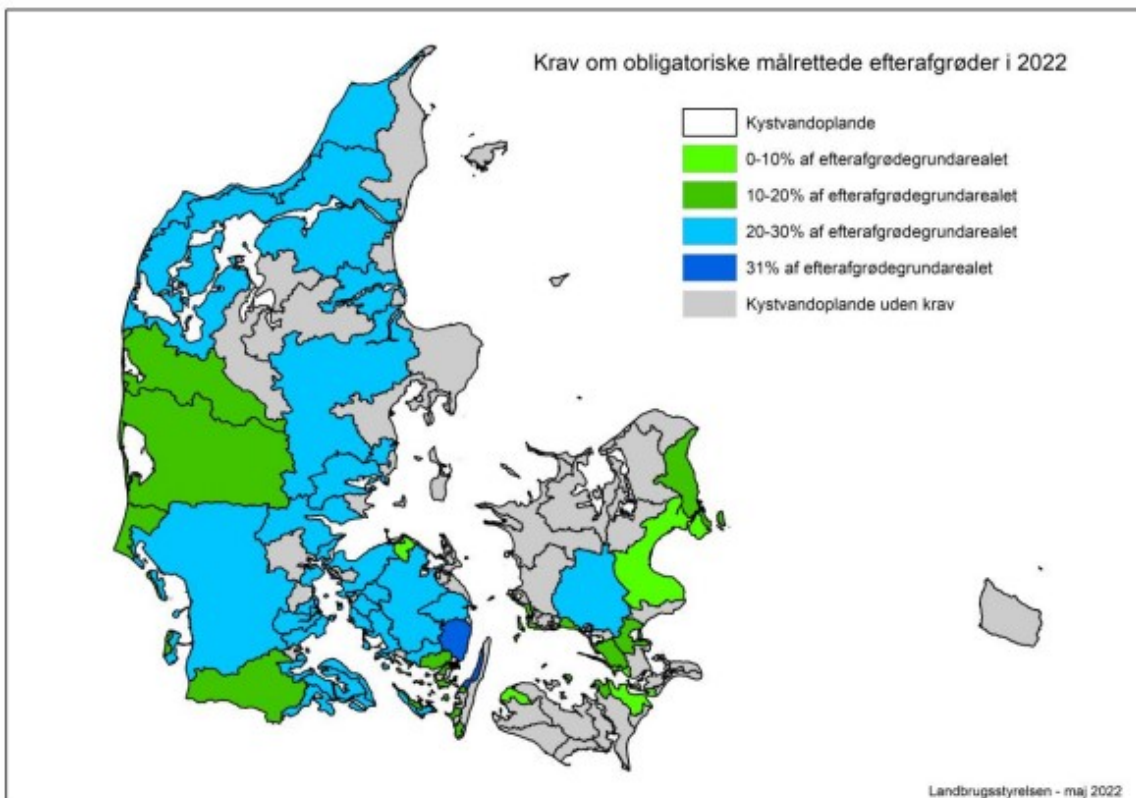 Krav om obligatoriske målrettede efterafgrøder i 2022
Kystvandoplande
0-10% af efterafgrødegrundarealet
10-20% af efterafgrødegrundarealet
20-30% af efterafgrødegrundarealet
31% af efterafgrødegrundarealet
Kystvandoplande uden krav
Landbrugsstyrelsen - maj 2022